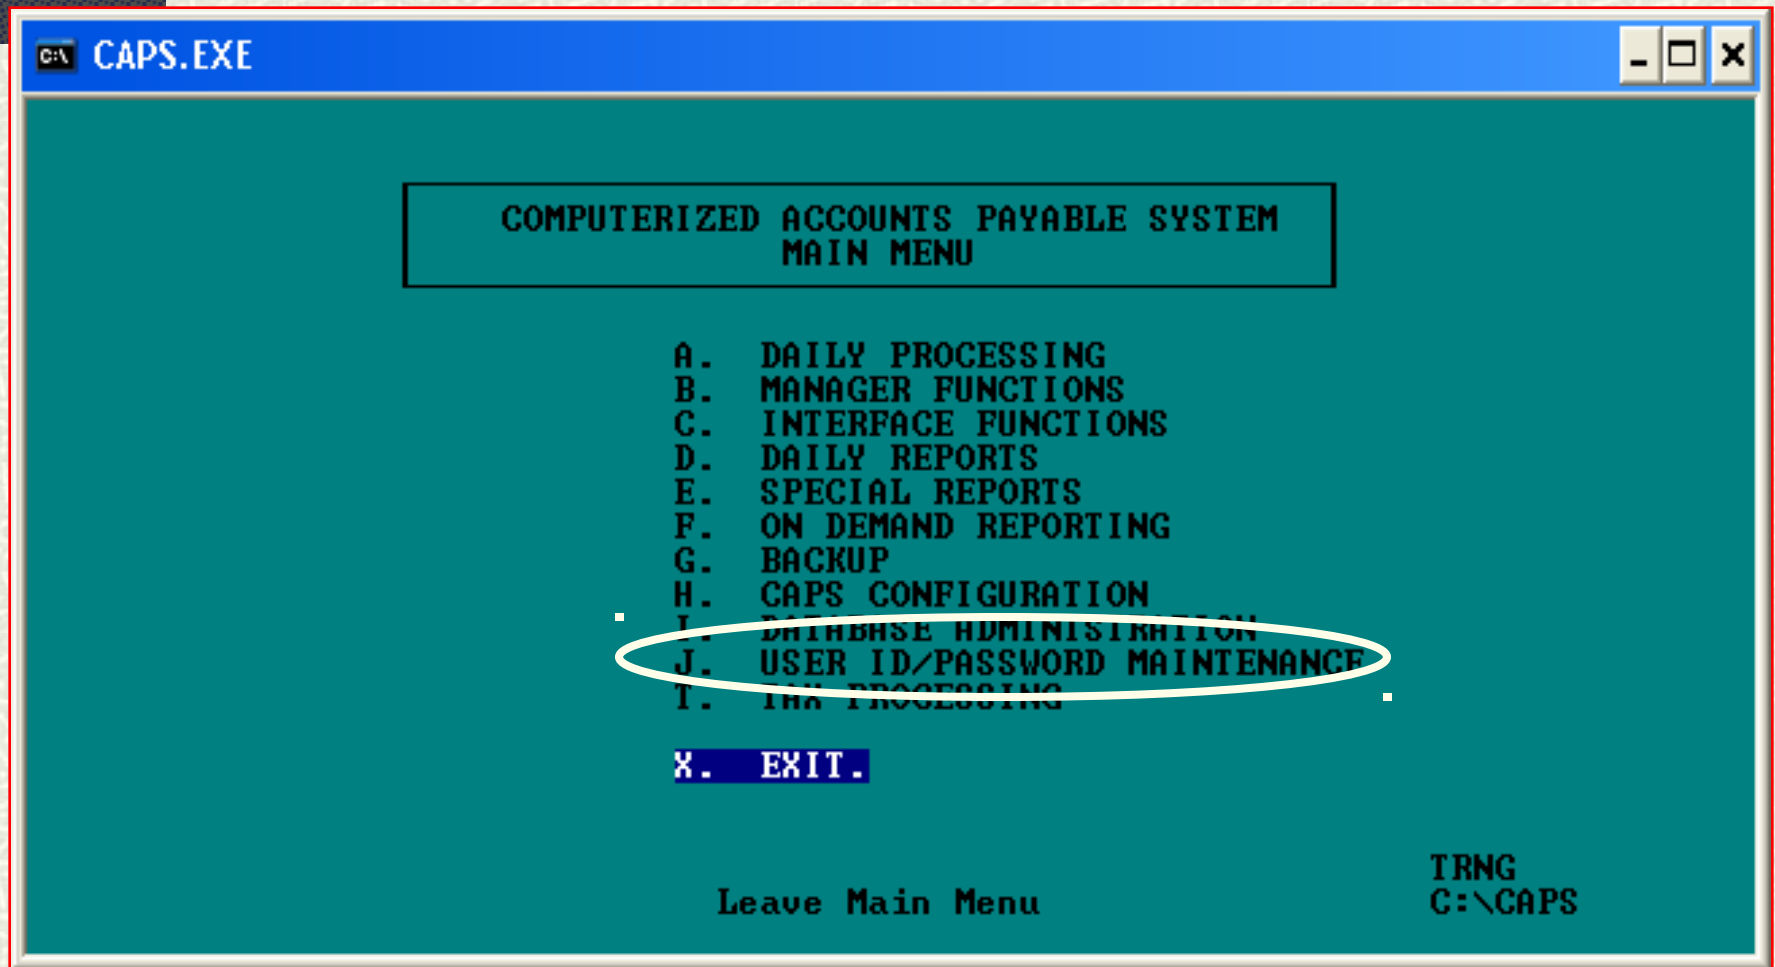 C:\ CAPS.EXE
COMPUTERIZED ACCOUNTS PAYABLE SYSTEM
MAIN MENU
A. DAILY PROCESSING
B. MANAGER FUNCTIONS
C. INTERFACE FUNCTIONS
D. DAILY REPORTS
E. SPECIAL REPORTS
F. ON DEMAND REPORTING
G. BACKUP
H. CAPS CONFIGURATION
I. DATABASE ADMINISTRATION
J. USER ID/PASSWORD MAINTENANCE
T. TAX PROCESSING
X. EXIT.
TRNG
Leave Main Menu C:\CAPS